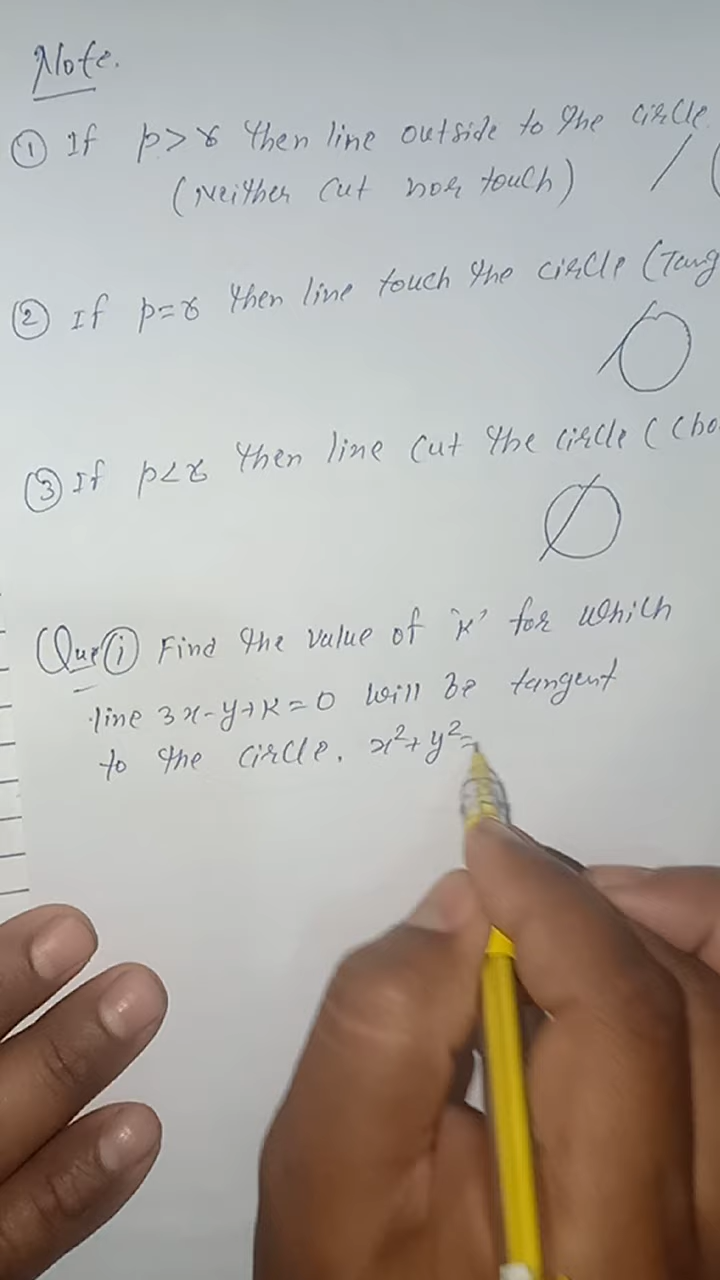 Note.
① If p>r then line outside to the circle
(Neither cut nor touch)
② If p=r then line touch the circle (Tang
③ If p<r then line cut the circle (cho
Que ① Find the value of 'K' for which
line 3x-y+K=0 will be tangent
to the circle. x²+y²=